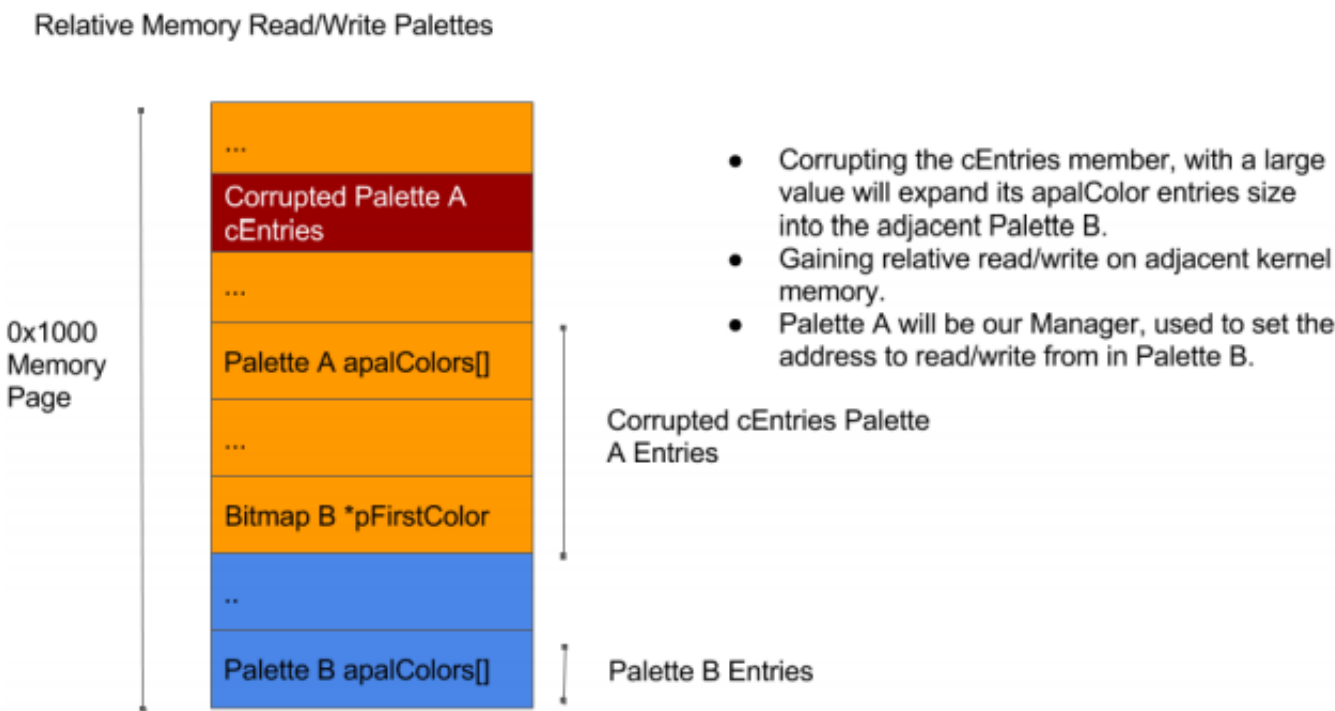 Relative Memory Read/Write Palettes
...
Corrupted Palette A
cEntries
...
Palette A apalColors[]
...
Bitmap B *pFirstColor
..
Palette B apalColors[]
0x1000
Memory
Page
Corrupted cEntries Palette
A Entries
Palette B Entries
● Corrupting the cEntries member, with a large
value will expand its apalColor entries size
into the adjacent Palette B.
● Gaining relative read/write on adjacent kernel
memory.
● Palette A will be our Manager, used to set the
address to read/write from in Palette B.